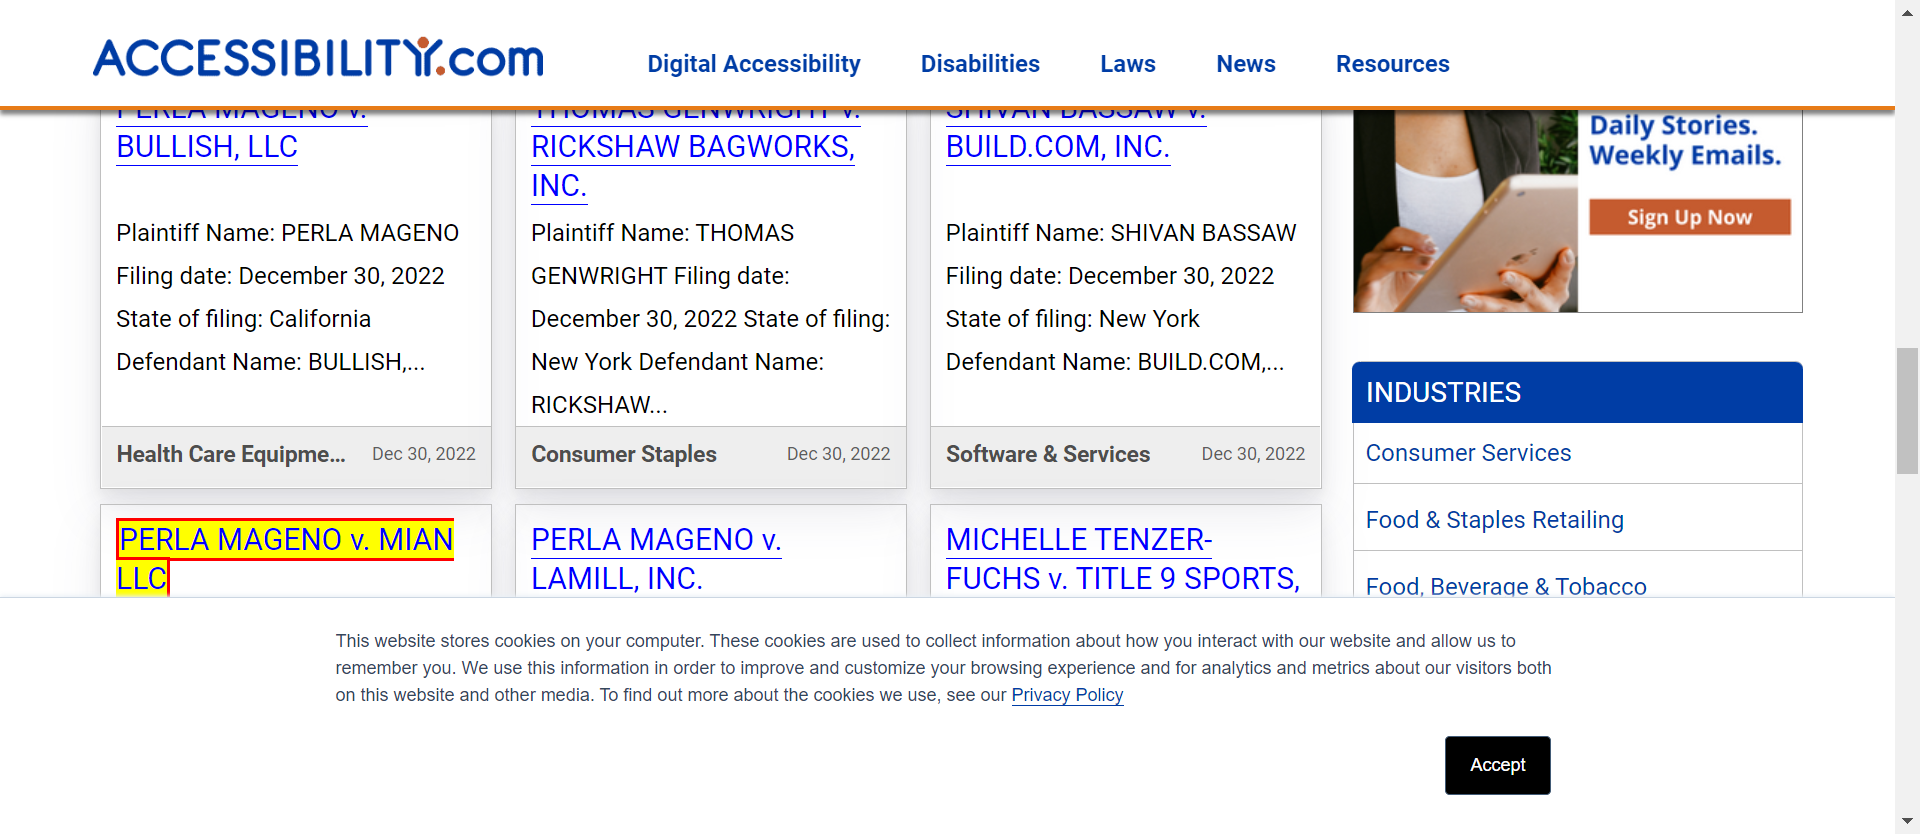 ACCESSIBILITY.com
Digital Accessibility
Disabilities
Laws
News
Resources
PERLA MAGENO v.
BULLISH, LLC
Plaintiff Name: PERLA MAGENO
Filing date: December 30, 2022
State of filing: California
Defendant Name: BULLISH,...
Health Care Equipme...
Dec 30, 2022
THOMAS GENWRIGHT v.
RICKSHAW BAGWORKS,
INC.
Plaintiff Name: THOMAS
GENWRIGHT Filing date:
December 30, 2022 State of filing:
New York Defendant Name:
RICKSHAW...
Consumer Staples
Dec 30, 2022
SHIVAN BASSAW v.
BUILD.COM, INC.
Plaintiff Name: SHIVAN BASSAW
Filing date: December 30, 2022
State of filing: New York
Defendant Name: BUILD.COM,...
Software & Services
Dec 30, 2022
PERLA MAGENO v. MIAN
LLC
PERLA MAGENO v.
LAMILL, INC.
MICHELLE TENZER-
FUCHS v. TITLE 9 SPORTS,
Daily Stories.
Weekly Emails.
Sign Up Now
INDUSTRIES
Consumer Services
Food & Staples Retailing
Food, Beverage & Tobacco
This website stores cookies on your computer. These cookies are used to collect information about how you interact with our website and allow us to
remember you. We use this information in order to improve and customize your browsing experience and for analytics and metrics about our visitors both
on this website and other media. To find out more about the cookies we use, see our Privacy Policy
Accept